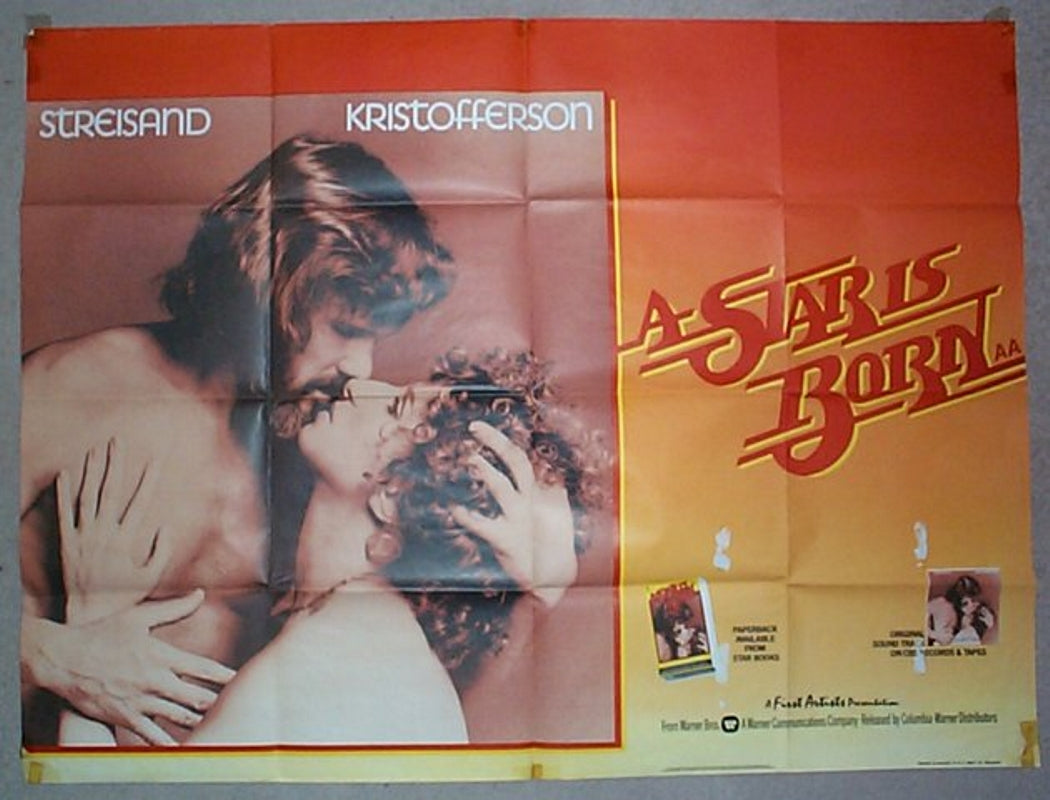 STREISAND
KRISTOFFERSON
A STAR IS
BORN AA
PAPERBACK
AVAILABLE
FROM
STAR BOOKS
ORIGINAL
SOUND TRA
ON CBS RECORDS & TAPES
A First Artists Presentation
From Warner Bros. A Warner Communications Company Released by Columbia-Warner Distributors